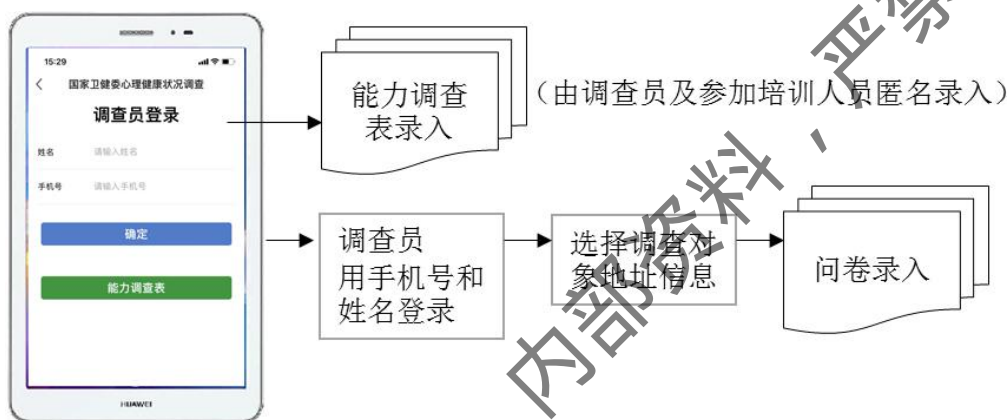 15:29
国家卫健委心理健康状况调查
调查员登录
姓名 请输入姓名
手机号 请输入手机号
确定
能力调查表
HUAWEI
能力调查
表录入
（由调查员及参加培训人员匿名录入）
调查员
用手机号和
姓名登录
选择调查对
象地址信息
问卷录入
内部资料，严禁